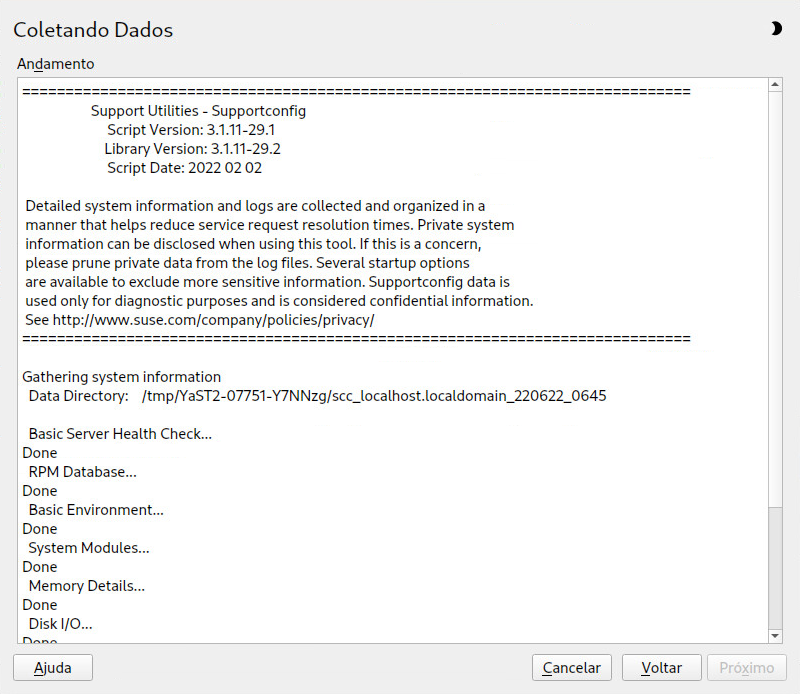 Coletando Dados
Andamento
=============================================================================
Support Utilities - Supportconfig
Script Version: 3.1.11-29.1
Library Version: 3.1.11-29.2
Script Date: 2022 02 02
Detailed system information and logs are collected and organized in a
manner that helps reduce service request resolution times. Private system
information can be disclosed when using this tool. If this is a concern,
please prune private data from the log files. Several startup options
are available to exclude more sensitive information. Supportconfig data is
used only for diagnostic purposes and is considered confidential information.
See http://www.suse.com/company/policies/privacy/
=============================================================================
Gathering system information
Data Directory: /tmp/YaST2-07751-Y7NNzg/scc_localhost.localdomain_220622_0645
Basic Server Health Check...
Done
RPM Database...
Done
Basic Environment...
Done
System Modules...
Done
Memory Details...
Done
Disk I/O...
Done
Ajuda
Cancelar
Voltar
Próximo